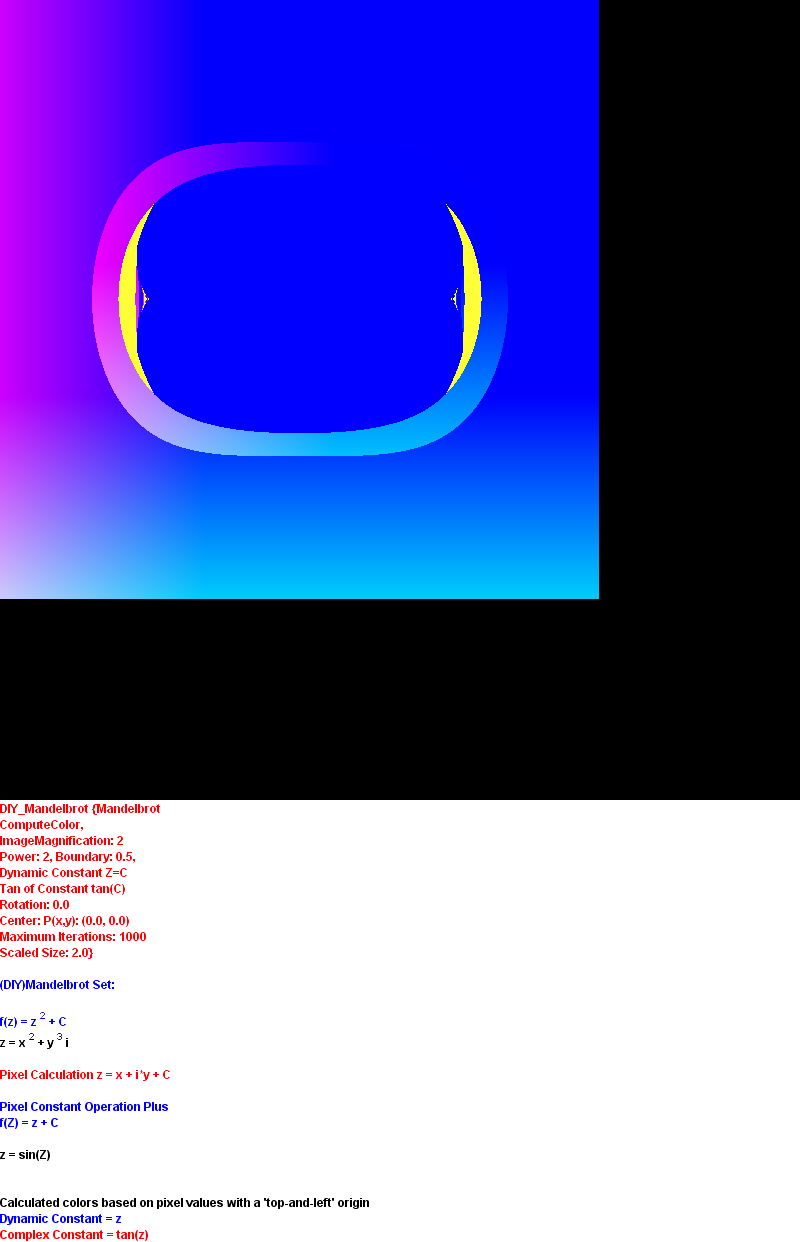 DIY_Mandelbrot {Mandelbrot
ComputeColor,
ImageMagnification: 2
Power: 2, Boundary: 0.5,
Dynamic Constant Z=C
Tan of Constant tan(C)
Rotation: 0.0
Center: P(x,y): (0.0, 0.0)
Maximum Iterations: 1000
Scaled Size: 2.0}
(DIY)Mandelbrot Set:
f(z) = z ² + C
z = x ² + y ³ i
Pixel Calculation z = x + i*y + C
Pixel Constant Operation Plus
f(Z) = z + C
z = sin(Z)
Calculated colors based on pixel values with a 'top-and-left' origin
Dynamic Constant = z
Complex Constant = tan(z)